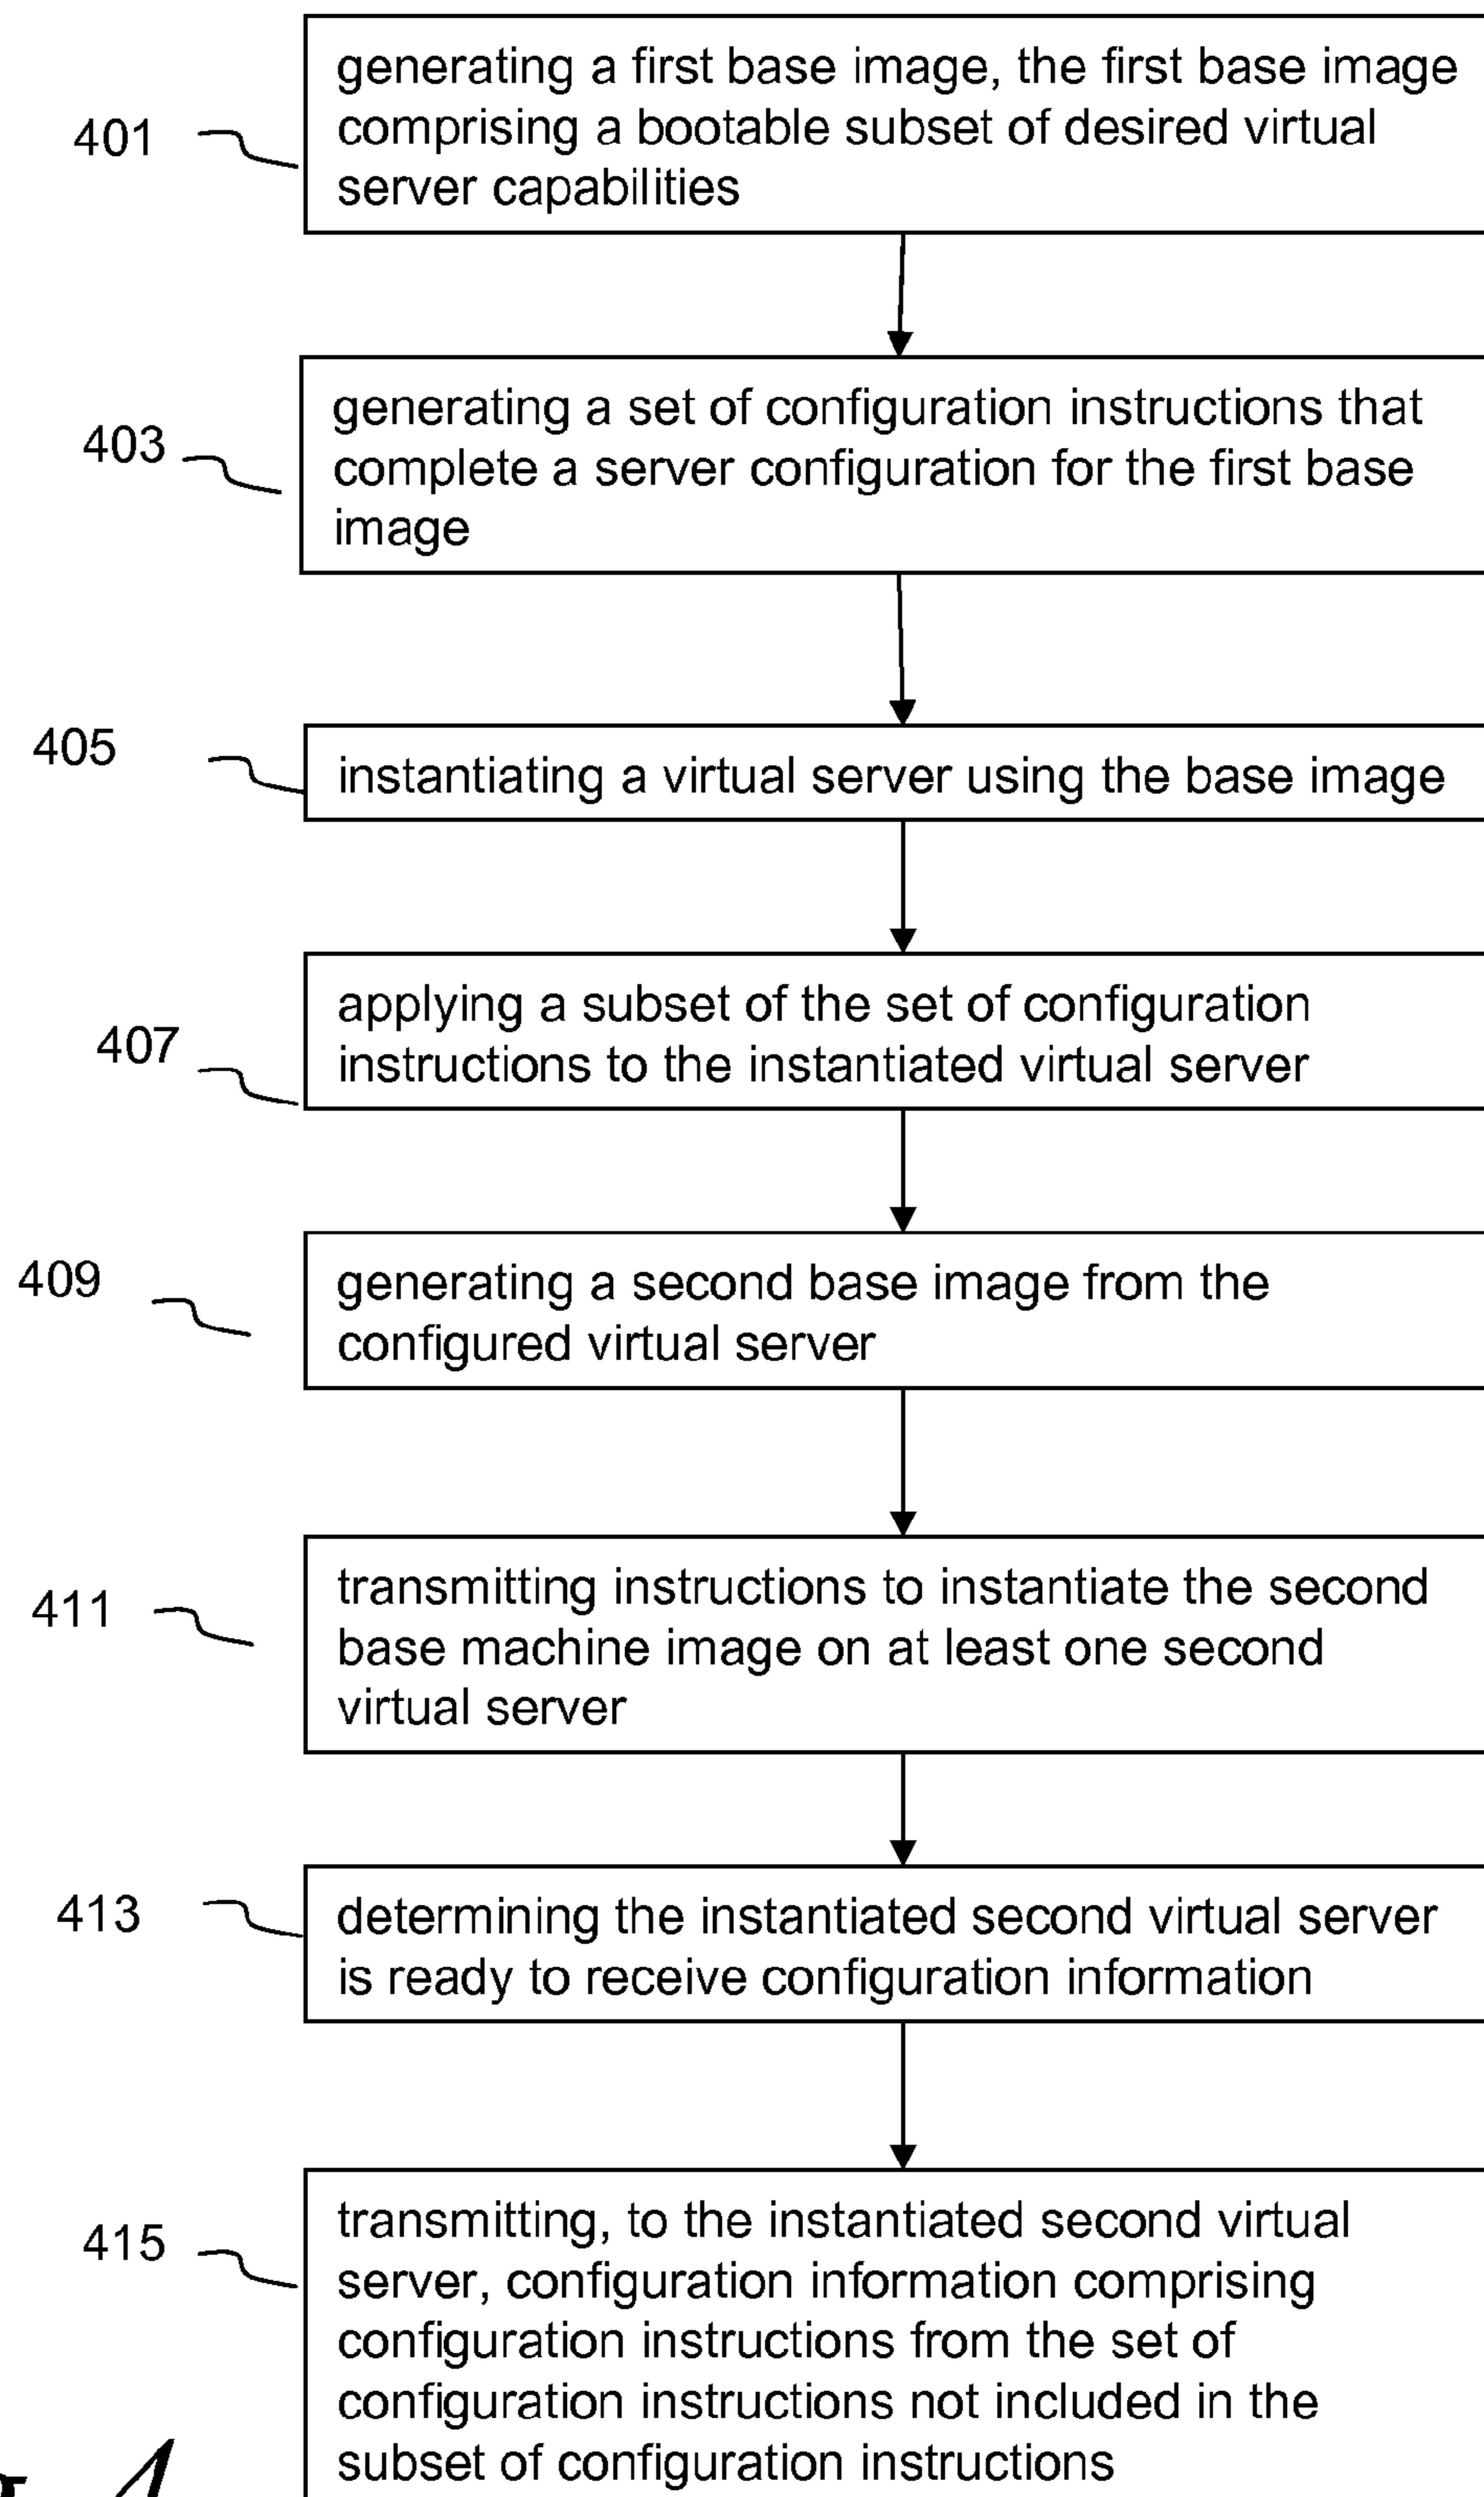 generating a first base image, the first base image
401
comprising a bootable subset of desired virtual
server capabilities
generating a set of configuration instructions that
403
complete a server configuration for the first base
image
405
instantiating a virtual server using the base image
applying a subset of the set of configuration
407
instructions to the instantiated virtual server
409
generating a second base image from the
configured virtual server
transmitting instructions to instantiate the second
411
base machine image on at least one second
virtual server
413
determining the instantiated second virtual server
is ready to receive configuration information
transmitting, to the instantiated second virtual
415
server, configuration information comprising
configuration instructions from the set of
configuration instructions not included in the
subset of configuration instructions